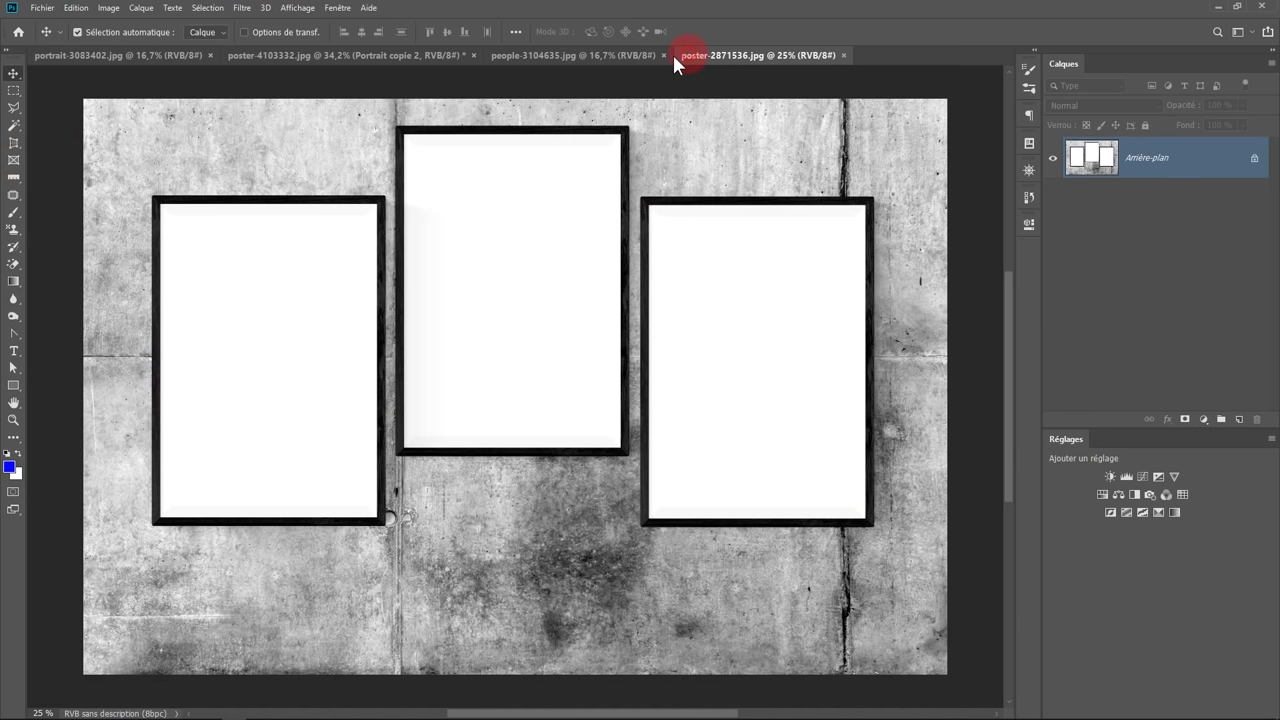 Ps Fichier Edition Image Calque Texte Sélection Filtre 3D Affichage Fenêtre Aide
Sélection automatique : Calque Options de transf. Mode 3D :
portrait-3083402.jpg @ 16,7% (RVB/8#) × poster-4103332.jpg @ 34,2% (Portrait copie 2, RVB/8#) * × people-3104635.jpg @ 16,7% (RVB/8#) × poster-2871536.jpg @ 25% (RVB/8#) ×
Calques
Type
Normal Opacité : 100 %
Verrou : Fond : 100 %
Arrière-plan
fx
Réglages
Ajouter un réglage
25 % RVB sans description (8bpc)